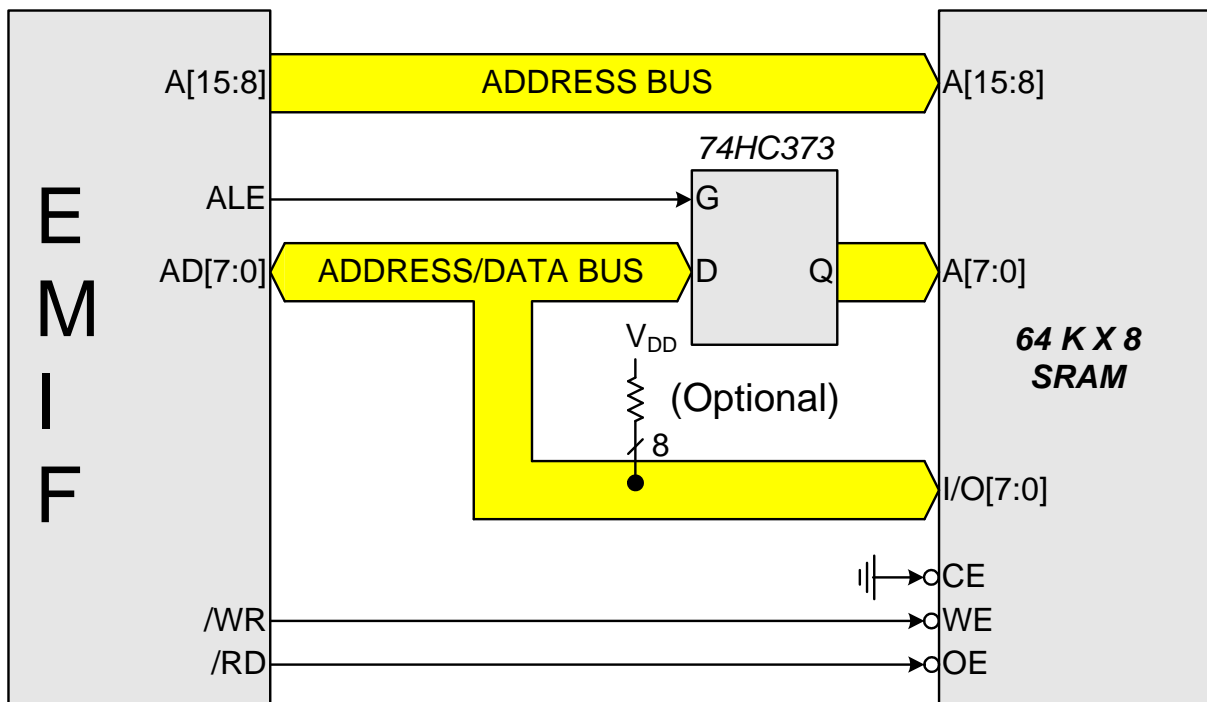 A[15:8] ADDRESS BUS A[15:8]
74HC373
ALE G
AD[7:0] ADDRESS/DATA BUS D Q A[7:0]
EMIF
VDD
(Optional)
8
64 K X 8
SRAM
I/O[7:0]
CE
/WR WE
/RD OE